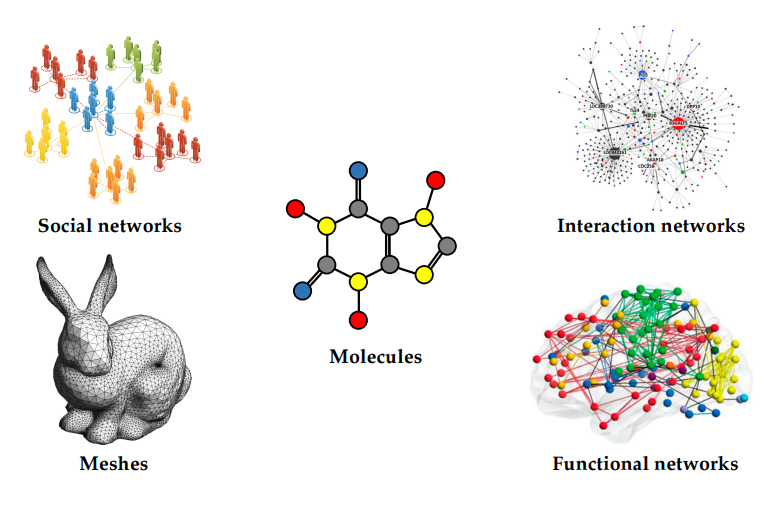 Social networks
Interaction networks
Molecules
Meshes
Functional networks